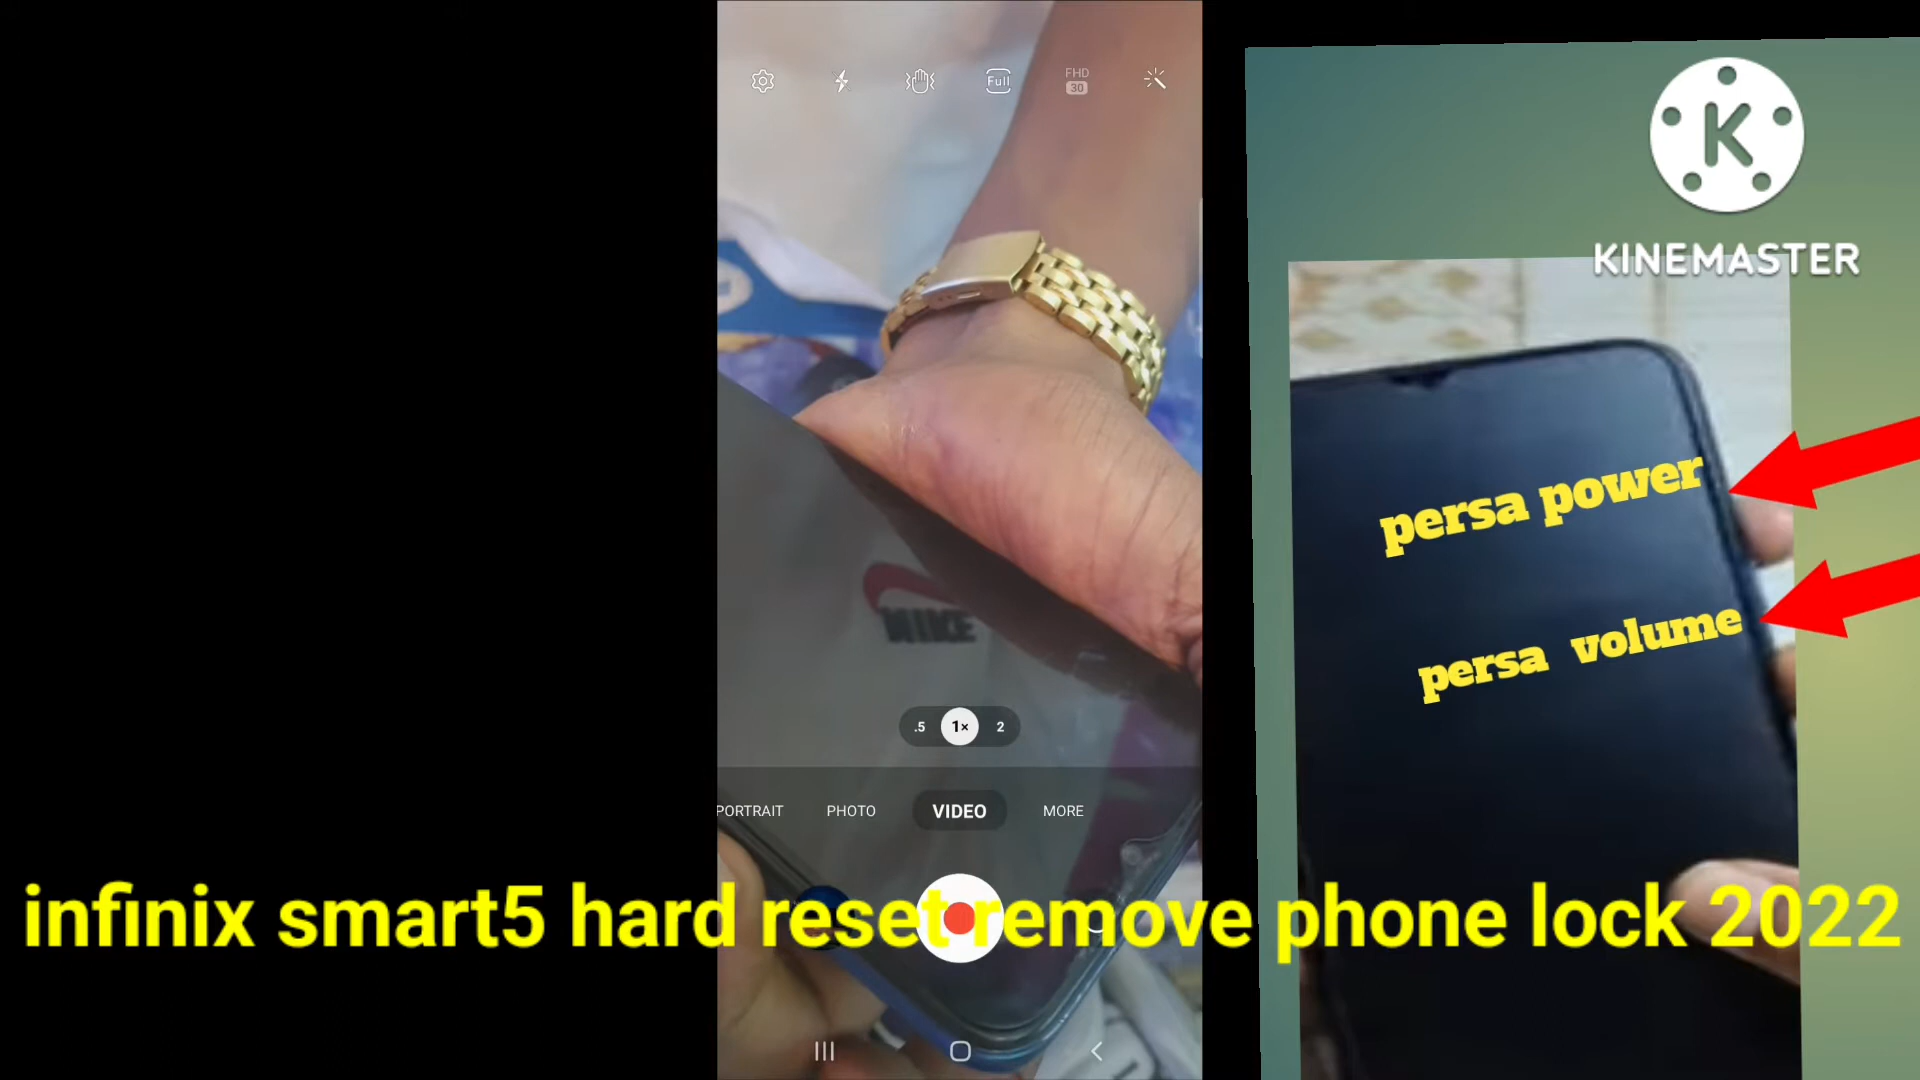 Full
FHD
30
K
KINEMASTER
persa power
persa volume
NIKE
.5 1× 2
PORTRAIT PHOTO VIDEO MORE
infinix smart5 hard reset remove phone lock 2022